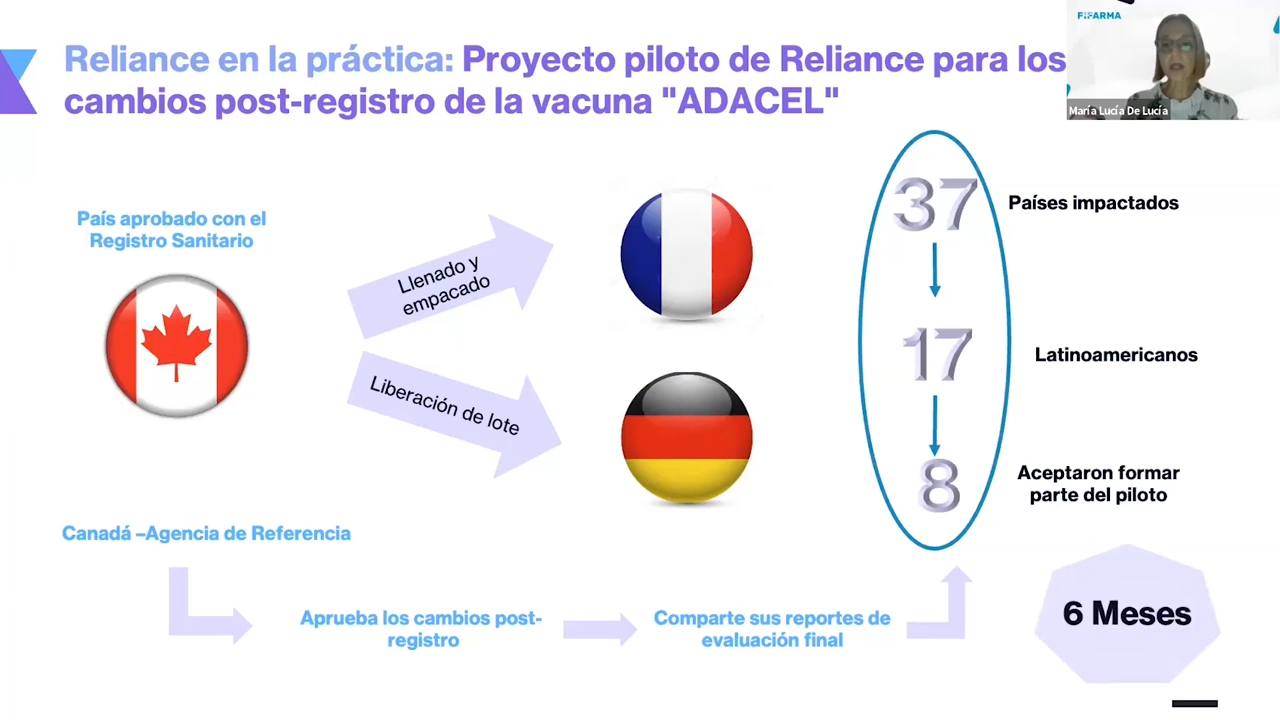 Reliance en la práctica: Proyecto piloto de Reliance para los
cambios post-registro de la vacuna "ADACEL"
FIFARMA
María Lucía De Lucía
País aprobado con el
Registro Sanitario
Llenado y
empacado
Liberación de lote
37
Países impactados
17
Latinoamericanos
8
Aceptaron formar
parte del piloto
Canadá –Agencia de Referencia
Aprueba los cambios post-
registro
Comparte sus reportes de
evaluación final
6 Meses